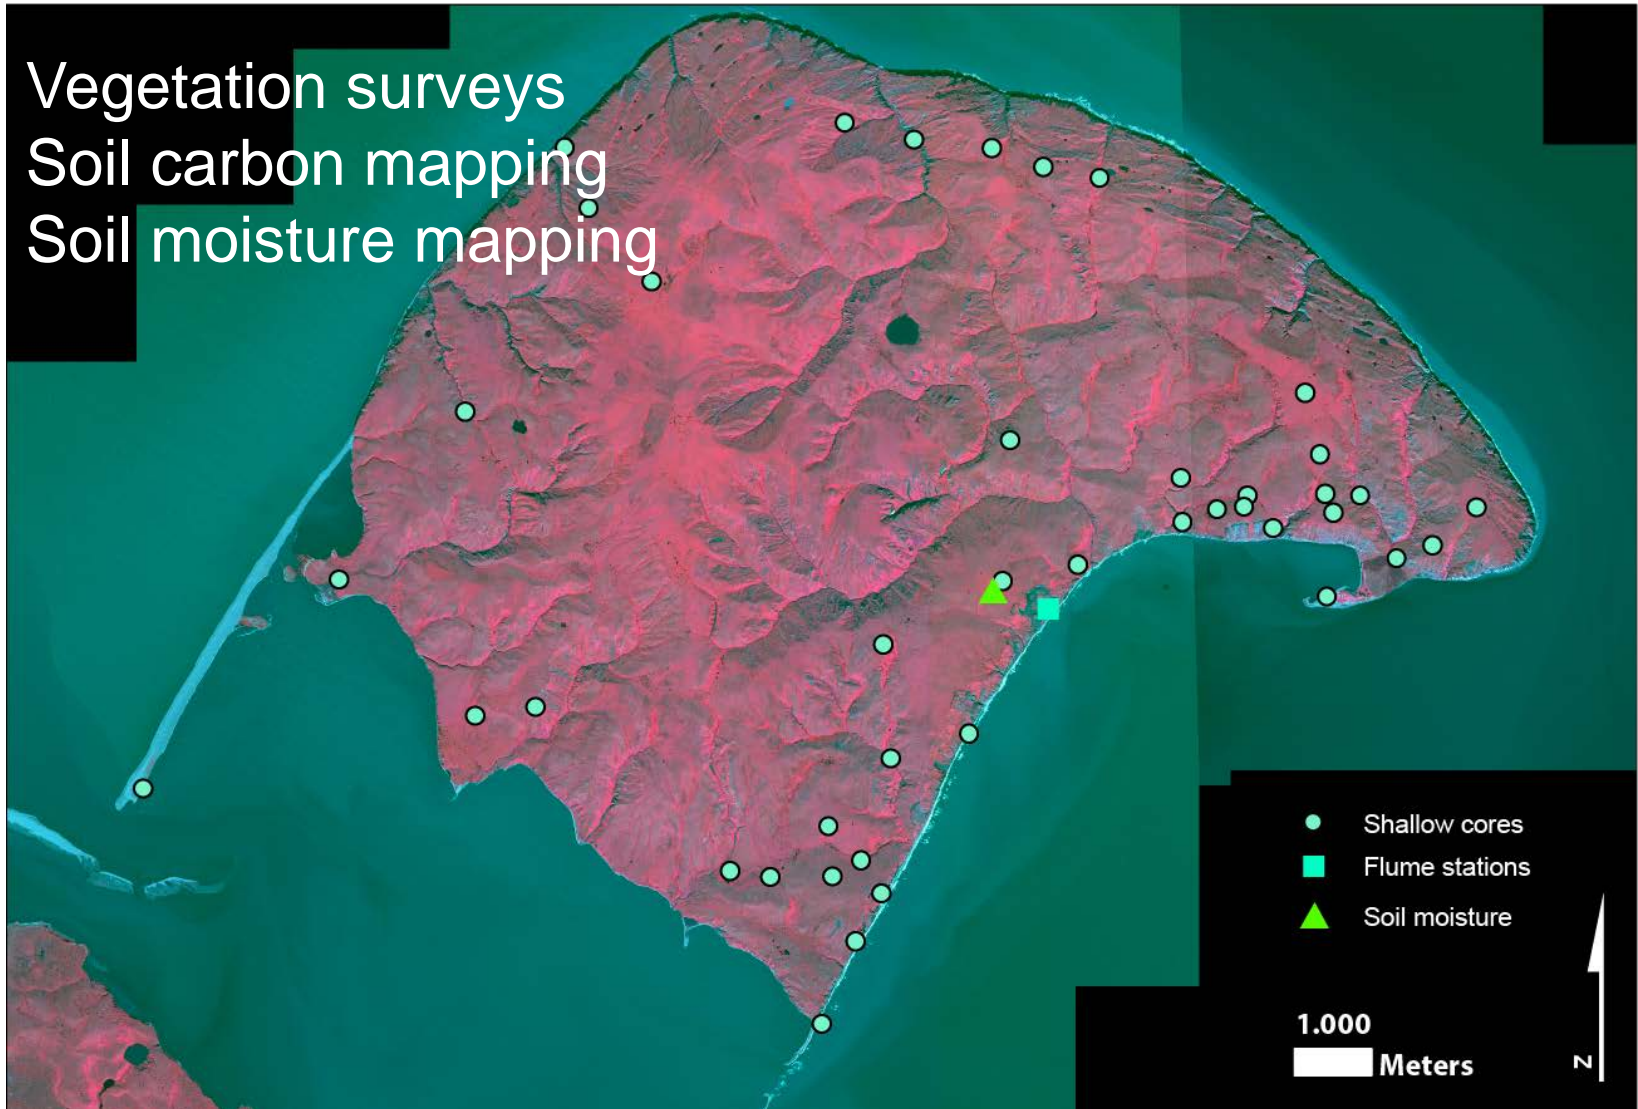 Vegetation surveys
Soil carbon mapping
Soil moisture mapping
Shallow cores
Flume stations
Soil moisture
1.000
Meters
N